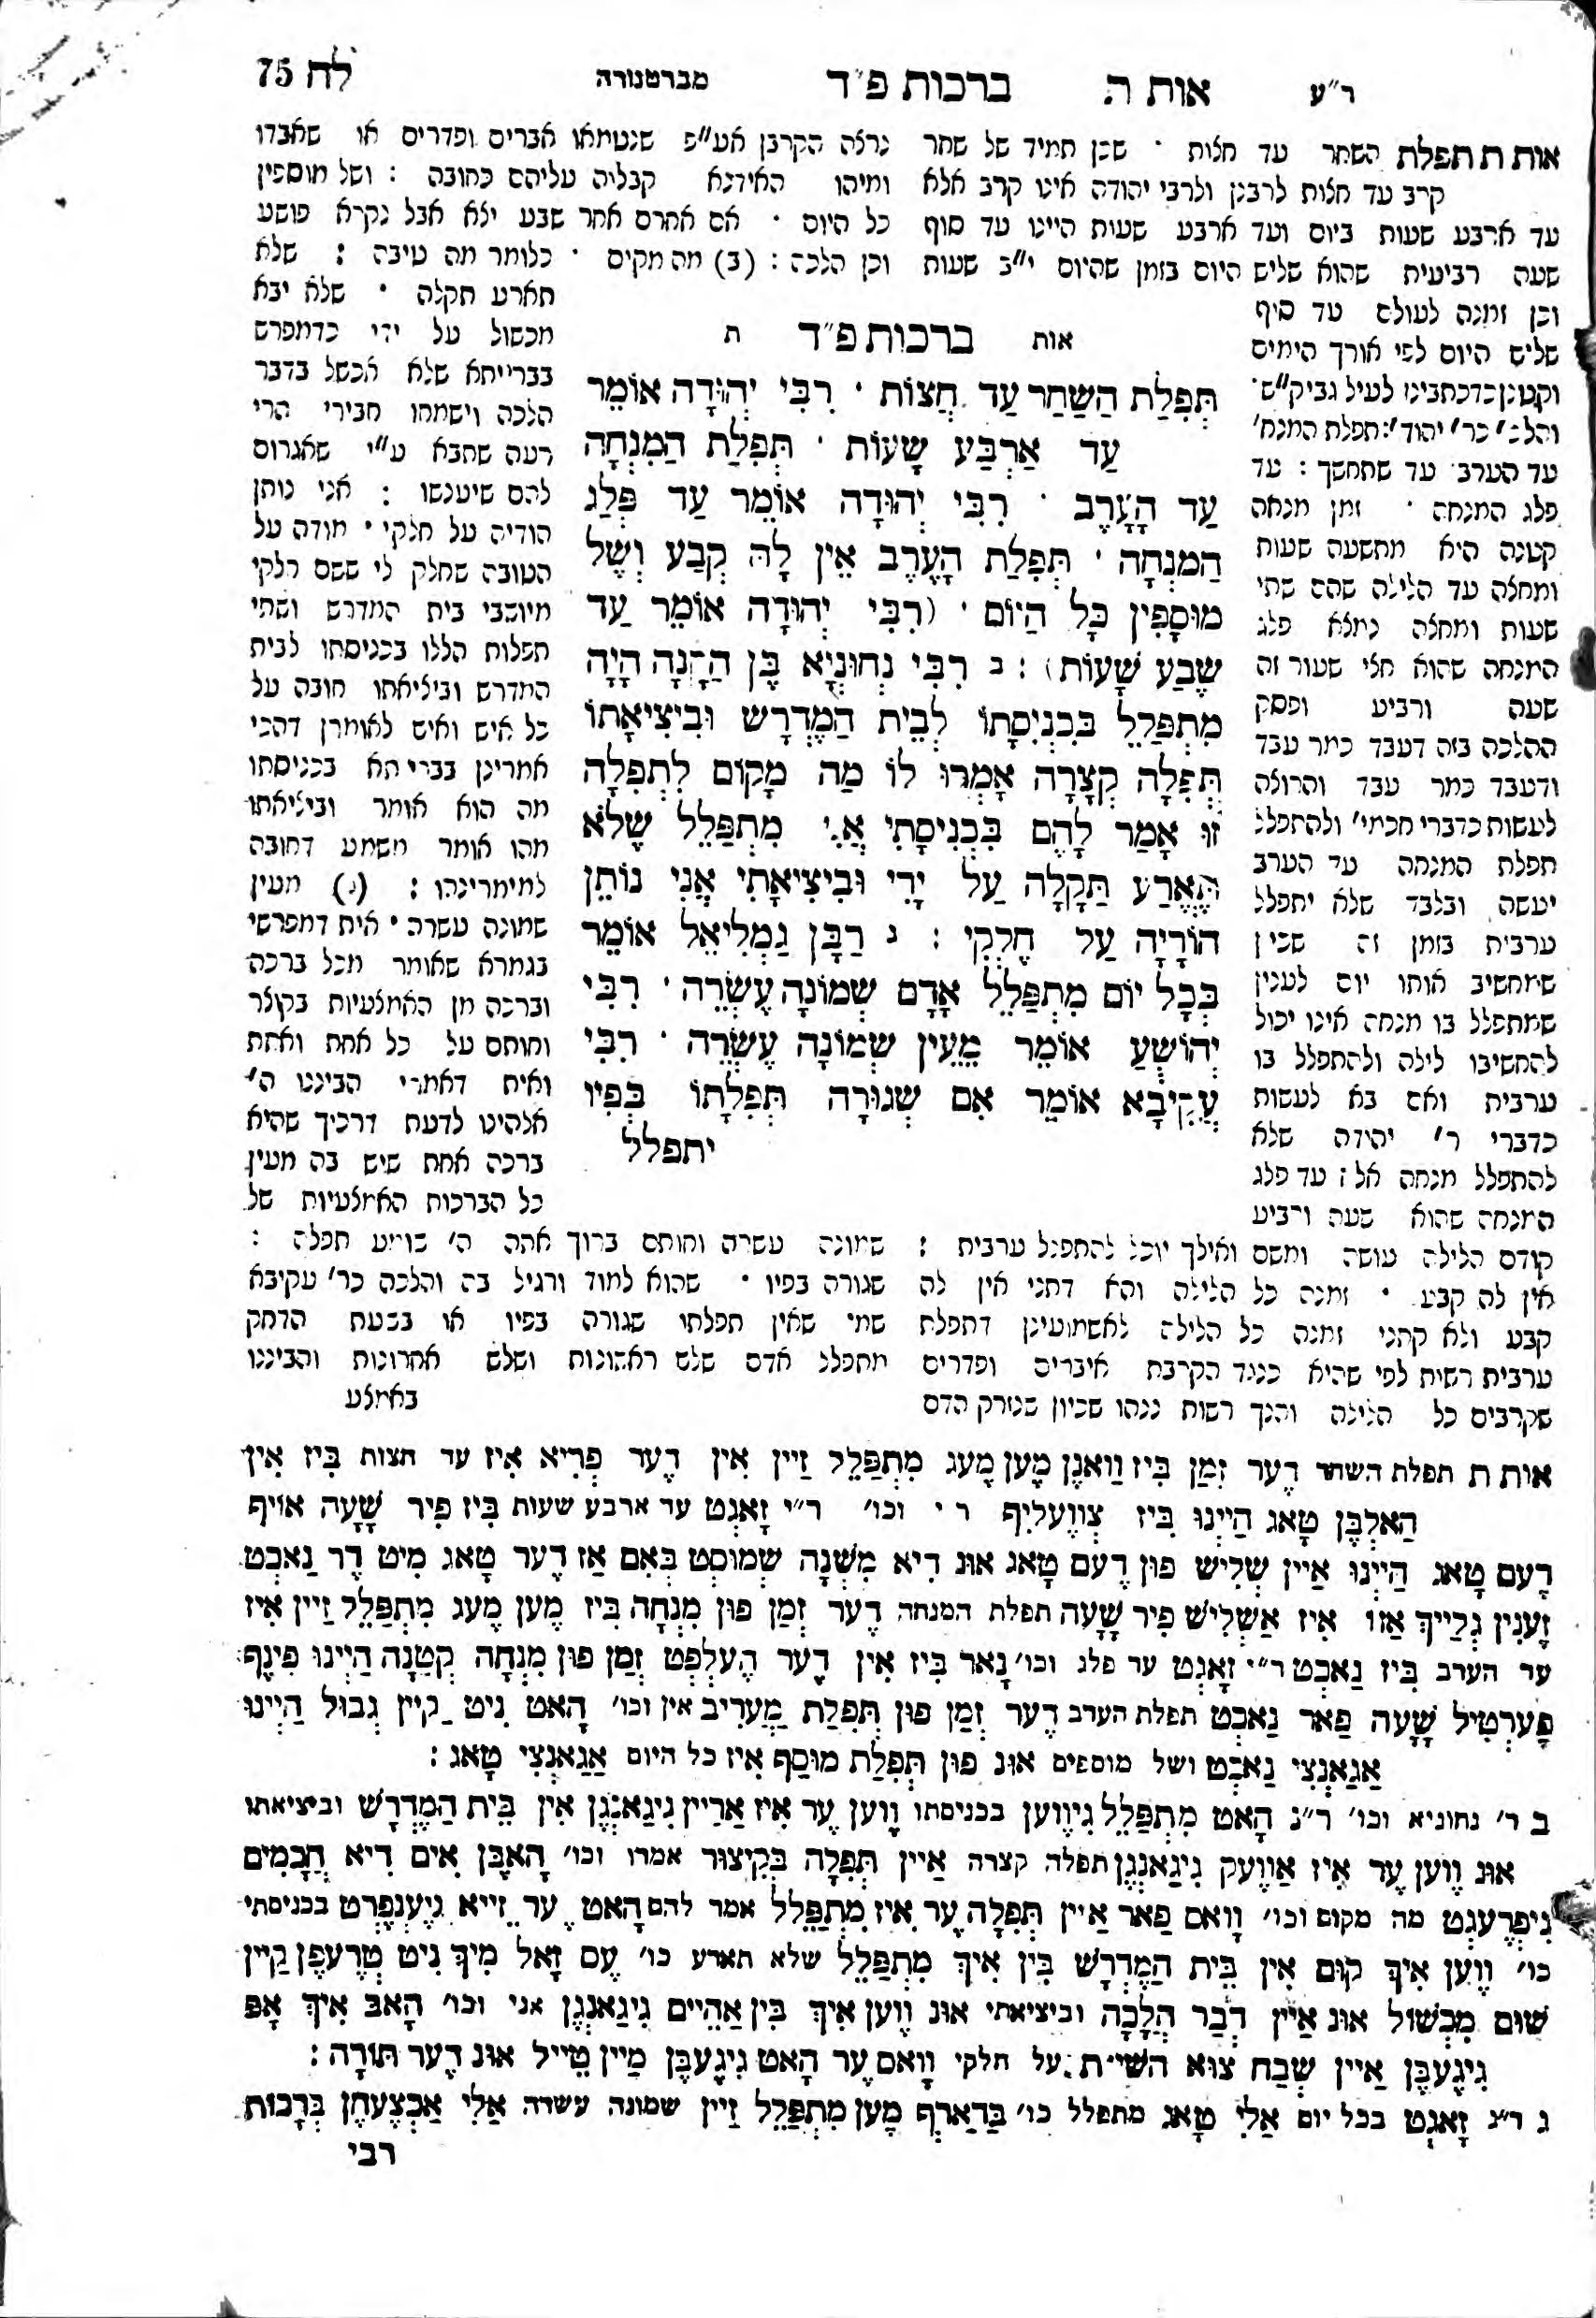 ר״ע אות ה. ברכות פ״ד מברטנורה לח 75
אות ת תפלת השחר עד חצות · שכן תמיד של שחר
קרב עד חצות לרבנן ולרבי יהודה אינו קרב אלא
עד ארבע שעות ביום ועד ארבע שעות היינו עד סוף
שעה רביעית שהוא שליש היום בזמן שהיום י״ב שעות
וכן זמנה לעולם עד סוף
שליש היום לפי אורך הימים
וקטנן כדכתבינו לעיל גבי ק״ש·
והלכ׳ כר׳ יהוד׳: תפלת המנח׳
עד הערב· עד שתחשך : עד
פלג המנחה · זמן מנחה
קטנה היא מתשעה שעות
ומחצה עד הלילה שהם שתי
שעות ומחצה נמצא פלג
המנחה שהוא חצי שעור זה
שעה ורביע ופסק
ההלכה בזה דעבד כמר עבד
ודעבד כמר עבד והרוצה
לעשות כדברי חכמי׳ ולהתפלל
תפלת המנחה עד הערב
יעשה ובלבד שלא יתפלל
ערבית בזמן זה שכיון
שמחשיב אותו יום לענין
שמתפלל בו מנחה אינו יכול
להחשיבו לילה ולהתפלל בו
ערבית ואם בא לעשות
כדברי ר׳ יהודה שלא
להתפלל מנחה אלא עד פלג
המנחה שהוא שעה ורביע
קודם הלילה עושה ומשם ואילך יוכל להתפלל ערבית :
אין לה קבע · זמנה כל הלילה והא דתני אין לה
קבע ולא קתני זמנה כל הלילה לאשמועינן דתפלת
ערבית רשות לפי שהיא כנגד הקרבת איברים ופדרים
שקרבים כל הלילה והנך רשות נינהו שכיון שנזרק הדם
נרצה הקרבן אע״פ שנטמאו אברים ופדרים או שאבדו
ומיהו האידנא קבליה עליהם כחובה : ושל מוספין
כל היום · אם אחרם אחר שבע יצא אבל נקרא פושע
וכן הלכה : (ב) מה מקום · כלומר מה טיבה : שלא
תארע תקלה · שלא יבא
מכשול על ידי כדמפרש
בברייתא שלא אכשל בדבר
הלכה וישמחו חבירי הרי
רעה שתבא ע״י שאגרום
להם שיענשו : אני נותן
הודיה על חלקי · מודה על
הטובה שחלק לי ששם חלקי
מיושבי בית המדרש ושתי
תפלות הללו בכניסתו לבית
המדרש וביציאתו חובה על
כל איש ואיש לאומרן דהכי
אמרינן בברייתא בכניסתו
מה הוא אומר וביציאתו
מהו אומר משמע דחובה
למימרינהו : (ג) מעין
שמונה עשרה · אית דמפרשי
בגמרא שאומר מכל ברכה
וברכה מן האמצעיות בקוצר
וחותם על כל אחת ואחת
ואית דאמרי הביננו ה׳
אלהינו לדעת דרכיך שהיא
ברכה אחת שיש בה מעין
כל הברכות האמצעיות של
שמונה עשרה וחותם ברוך אתה ה׳ שומע תפלה :
שגורה בפיו · שהוא למוד ורגיל בה והלכה כר׳ עקיבא
שמי שאין תפלתו שגורה בפיו או בשעת הדחק
מתפלל אדם שלש ראשונות ושלש אחרונות והביננו
באמצע
אות ברכות פ״ד ת
תְּפִלַּת הַשַּׁחַר עַד חֲצוֹת · רִבִּי יְהוּדָה אוֹמֵר
עַד אַרְבַּע שָׁעוֹת · תְּפִלַּת הַמִּנְחָה
עַד הָעֶרֶב · רִבִּי יְהוּדָה אוֹמֵר עַד פְּלַג
הַמִּנְחָה · תְּפִלַּת הָעֶרֶב אֵין לָהּ קְבַע וְשֶׁל
מוּסָפִין כָּל הַיּוֹם · (רִבִּי יְהוּדָה אוֹמֵר עַד
שֶׁבַע שָׁעוֹת) : ב רִבִּי נְחוּנְיָא בֶּן הַקָּנָה הָיָה
מִתְפַּלֵּל בִּכְנִיסָתוֹ לְבֵית הַמִּדְרָשׁ וּבִיצִיאָתוֹ
תְּפִלָּה קְצָרָה אָמְרוּ לוֹ מַה מָקוֹם לִתְפִלָּה
זוֹ אָמַר לָהֶם בִּכְנִיסָתִי אֲנִי מִתְפַּלֵּל שֶׁלֹּא
תֶּאֱרַע תַּקָּלָה עַל יָדִי וּבִיצִיאָתִי אֲנִי נוֹתֵן
הוֹדָיָה עַל חֶלְקִי : ג רַבָּן גַּמְלִיאֵל אוֹמֵר
בְּכָל יוֹם מִתְפַּלֵּל אָדָם שְׁמוֹנָה עֶשְׂרֵה · רִבִּי
יְהוֹשֻׁעַ אוֹמֵר מֵעֵין שְׁמוֹנָה עֶשְׂרֵה · רִבִּי
עֲקִיבָא אוֹמֵר אִם שְׁגוּרָה תְּפִלָּתוֹ בְּפִיו
יתפלל
אות ת תפלת השחר דֶער זְמַן בִּיז וַואנֶן מֶען מֶעג מִתְפַּלֵל זַיין אִין דֶער פְרִיא אִיז עד חצות בִּיז אִין
הַאלְבֶּן טָאג הַיְינוּ בִּיז צְוועֶלִיף ר י וכו׳ ר״י זָאגְט עד ארבע שעות בִּיז פִיר שָׁעָה אוֹיף
דָעם טָאג הַיְינוּ אַיין שְׁלִישׁ פוּן דֶעם טָאג אוּנ דִיא מִשְׁנָה שְׁמוּסְט בְּאִם אַז דֶער טָאג מִיט דֶר נַאכְט
זֶענִין גְלַייךְ אַזוֹ אִיז אַשְׁלִישׁ פִיר שָׁעָה תפלת המנחה דֶער זְמַן פוּן מִנְחָה בִּיז מֶען מֶעג מִתְפַּלֵל זַיין אִיז
עד הערב בִּיז נַאכְט ר״י זָאגְט עד פלג וכו׳ נָאר בִּיז אִין דֶער הֶעלְפְט זְמַן פוּן מִנְחָה קְטַנָה הַיְינוּ פִינֶף
פֶערְטִיל שָׁעָה פַאר נַאכְט תפלת הערב דֶער זְמַן פוּן תְּפִלַת מַעֲרִיב אין וכו׳ הָאט נִיט קֵיין גְבוּל הַיְינוּ
אַגַאנְצִי נַאכְט ושל מוספים אוּנ פוּן תְּפִלַת מוּסַף אִיז כל היום אַגַאנְצִי טָאג :
ב ר׳ נחוניא וכו׳ ר״נ הָאט מִתְפַּלֵל גִיוֶוען בכניסתו וֶוען עֶר אִיז אַרַיין גִיגַאנְגֶן אִין בֵּית הַמִדְרָשׁ וביציאתו
אוּנ וֶוען עֶר אִיז אַוֶועק גִיגַאנְגֶן תפלה קצרה אַיין תְּפִלָה בְּקִיצוּר אמרו וכו׳ הָאבֶּן אִים דִיא חֲכָמִים
גִיפְרֶעגְט מה מקום וכו׳ וָואם פַאר אַיין תְּפִלָה עֶר אִיז מִתְפַּלֵל אמר להם הָאט עֶר זַייא גִיעֶנְפֶרְט בכניסתי
כו׳ וֶוען אִיךְ קוּם אִין בֵּית הַמִדְרָשׁ בִּין אִיךְ מִתְפַּלֵל שלא תארע כו׳ עֶם זָאל מִיךְ נִיט טְרֶעפֶן קַיין
שׁוּם מִכְשׁוֹל אוּנ אַיין דְבַר הֲלָכָה וביציאתי אוּנ וֶוען אִיךְ בִּין אַהֵיים גִיגַאנְגֶן אני וכו׳ הָאבּ אִיךְ אָפּ
גִיגֶעבֶּן אַיין שְׁבַח צוּא הַשִׁי״ת על חלקי וָואם עֶר הָאט גִיגֶעבֶּן מַיין טֵייל אוּנ דֶער תּוֹרָה :
ג ר״ג זָאגְט בכל יום אַלִי טָאג מתפלל כו׳ בַּדַארְף מֶען מִתְפַּלֵל זַיין שמונה עשרה אַלִי אַכְצֶעהְן בְּרָכוֹת
רבי